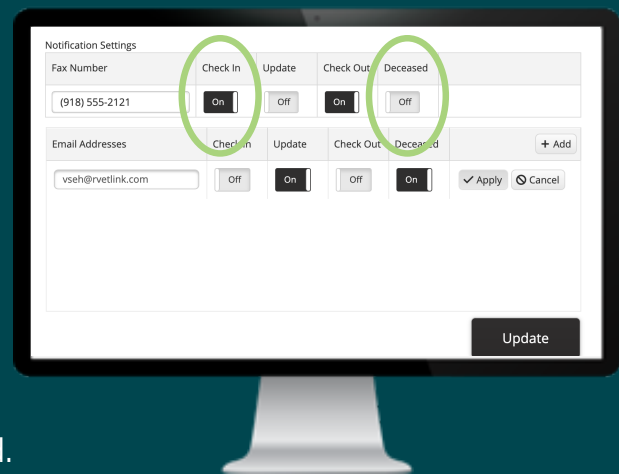 Notification Settings
Fax Number Check In Update Check Out Deceased
(918) 555-2121 On Off On Off
Email Addresses Check In Update Check Out Deceased + Add
vseh@rvetlink.com Off On Off On Apply Cancel
Update